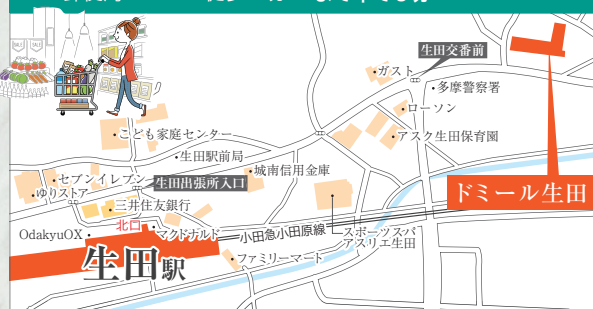 生田交番前
ガスト
多摩警察署
ローソン
アスク生田保育園
こども家庭センター
生田駅前局
城南信用金庫
セブンイレブン
生田出張所入口
ゆりストア
三井住友銀行
ドミール生田
北口
OdakyuOX
マクドナルド
小田急小田原線
スポーツスパ
アスリエ生田
ファミリーマート
生田駅